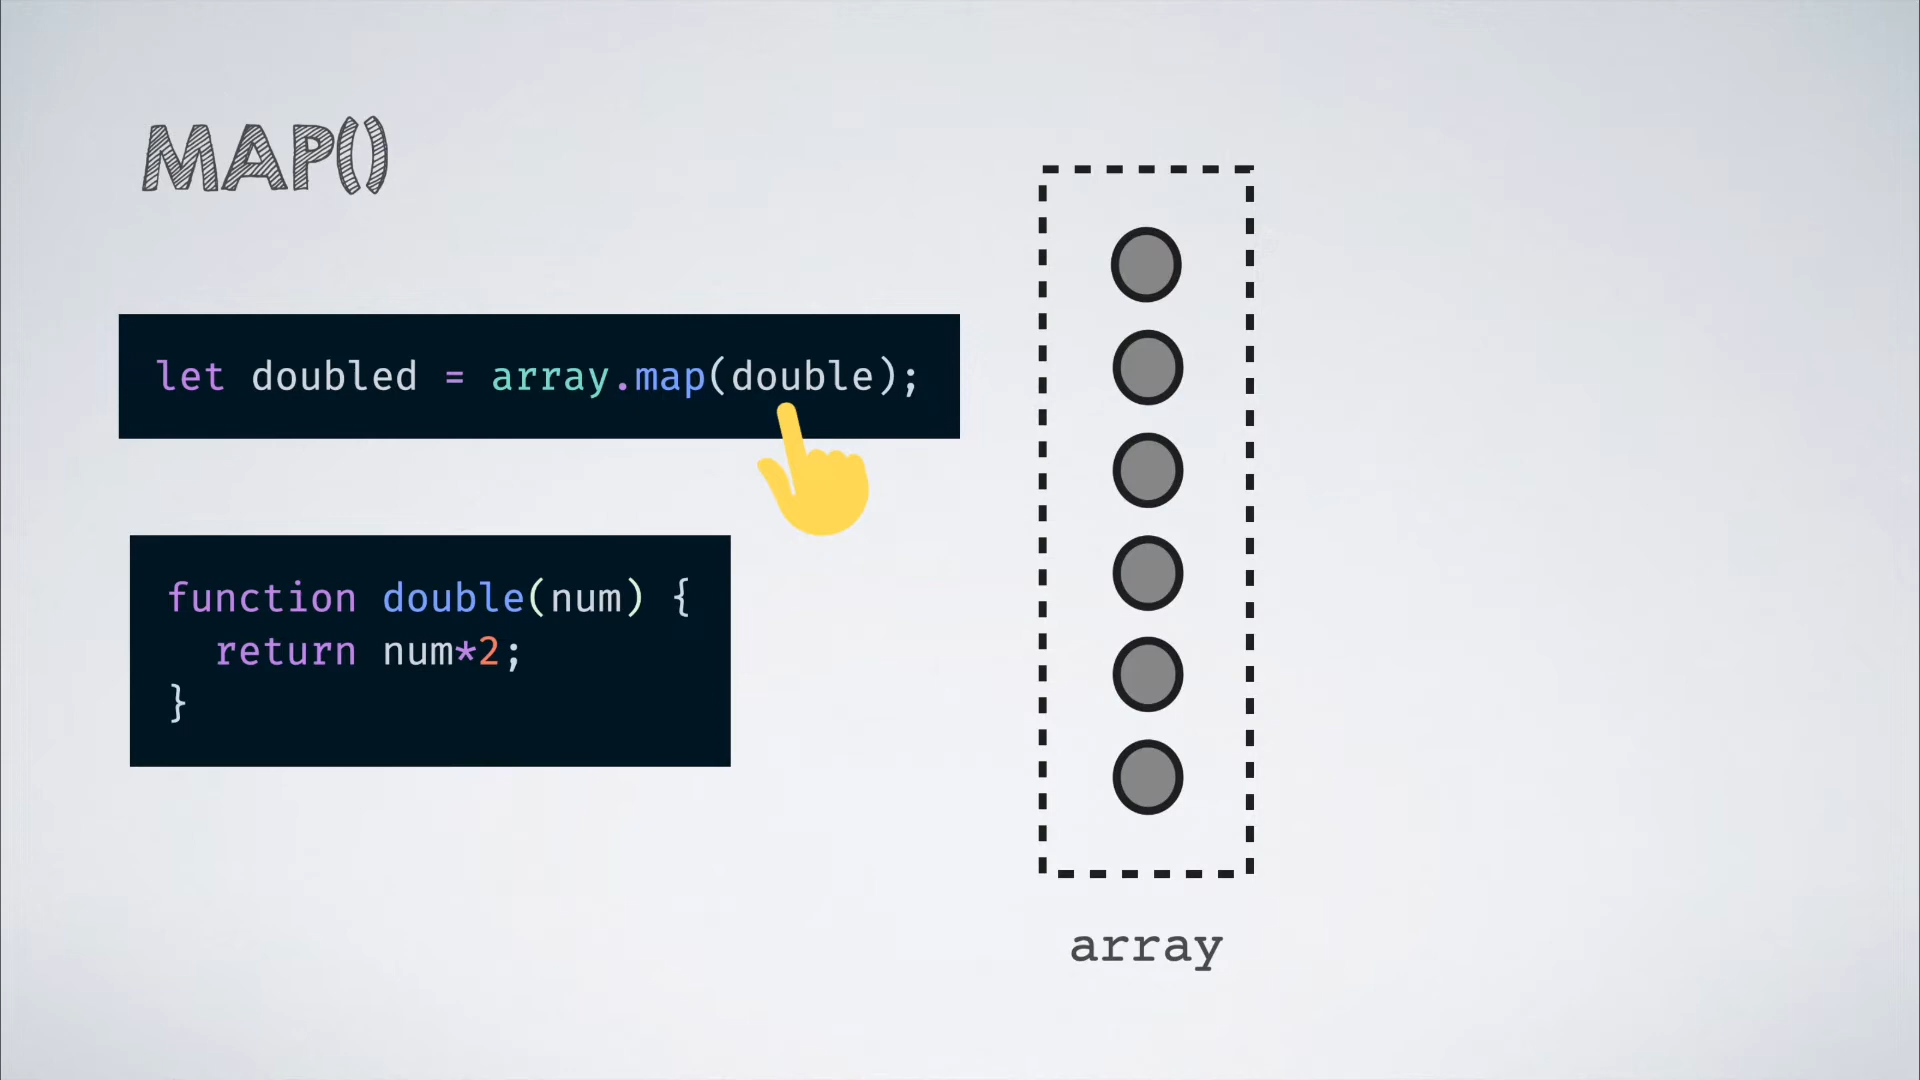 MAP()
let doubled = array.map(double);
function double(num) {
  return num*2;
}
array